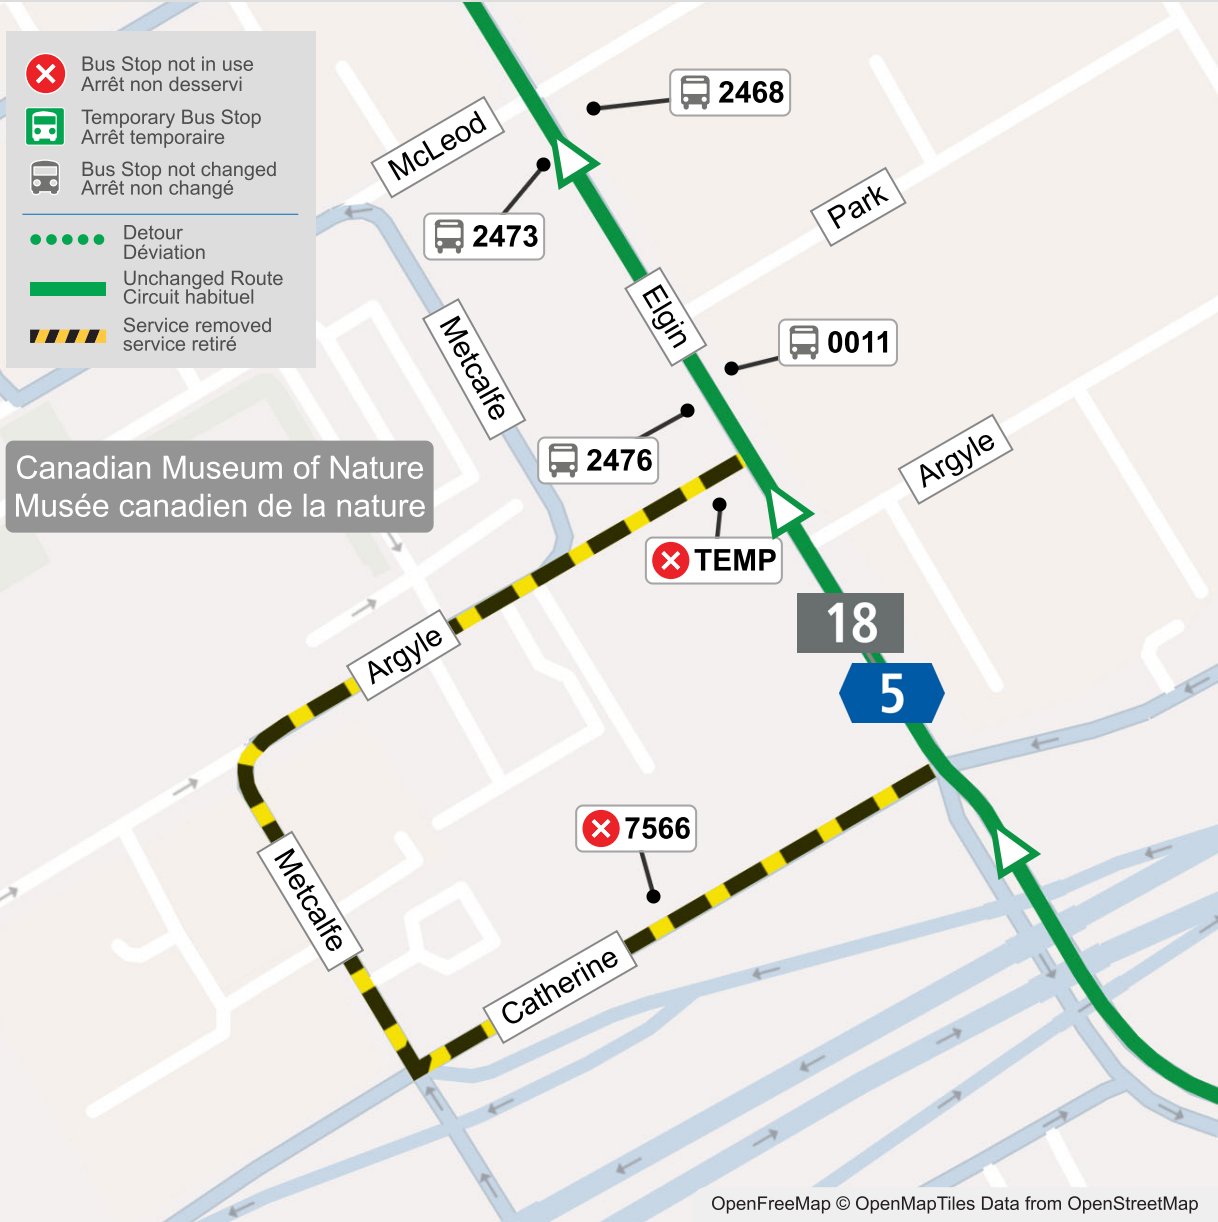 Bus Stop not in use
Arrêt non desservi
Temporary Bus Stop
Arrêt temporaire
Bus Stop not changed
Arrêt non changé
Detour
Déviation
Unchanged Route
Circuit habituel
Service removed
service retiré
2468
McLeod
Park
2473
Elgin
0011
Metcalfe
2476
Argyle
Canadian Museum of Nature
Musée canadien de la nature
TEMP
18
Argyle
5
7566
Metcalfe
Catherine
OpenFreeMap © OpenMapTiles Data from OpenStreetMap